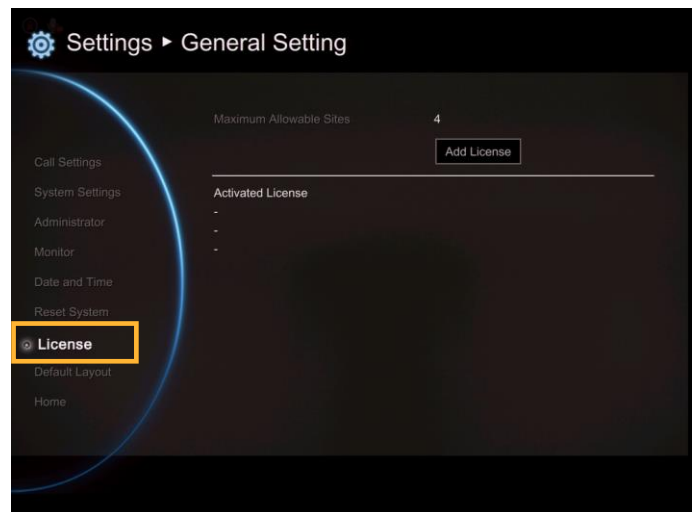 Settings ▸ General Setting
Maximum Allowable Sites 4
Add License
Call Settings
System Settings
Administrator
Monitor
Date and Time
Reset System
License
Default Layout
Home
Activated License
-
-
-